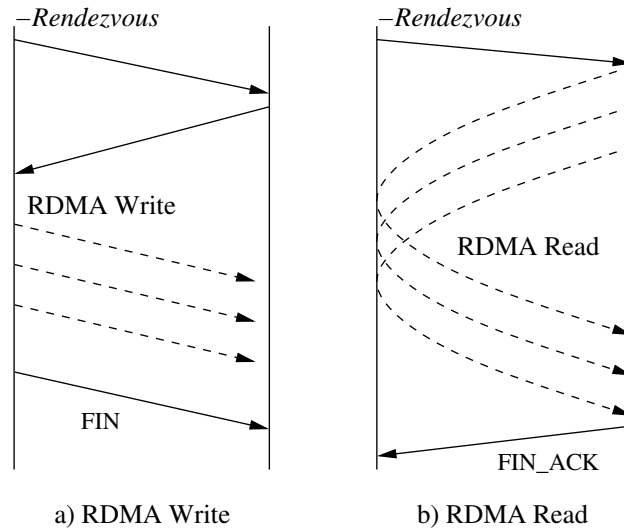 –Rendezvous
–Rendezvous
RDMA Write
RDMA Read
FIN
FIN_ACK
a) RDMA Write
b) RDMA Read